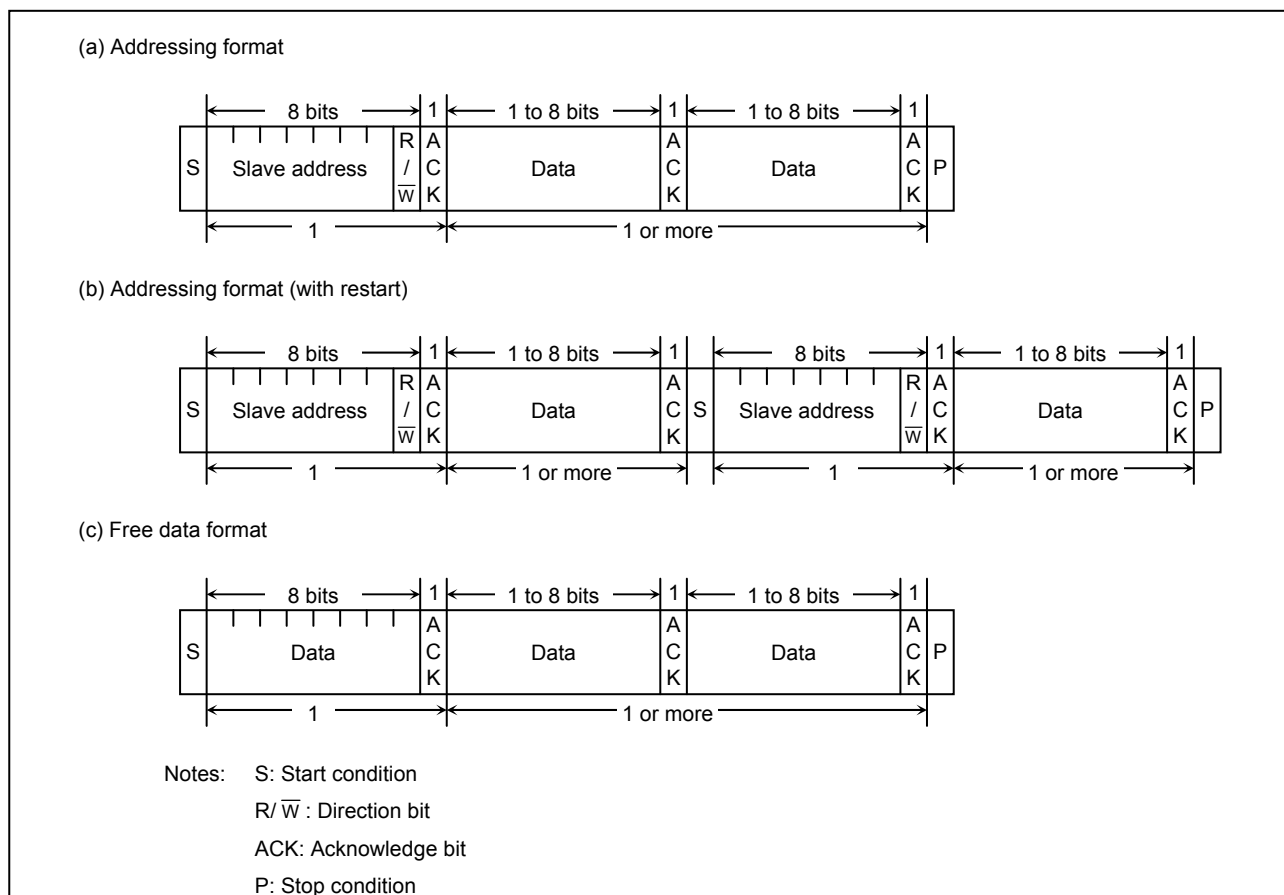 (a) Addressing format
8 bits 1 1 to 8 bits 1 1 to 8 bits 1
S Slave address R/W̅ ACK Data ACK Data ACK P
1 1 or more
(b) Addressing format (with restart)
8 bits 1 1 to 8 bits 1 8 bits 1 1 to 8 bits 1
S Slave address R/W̅ ACK Data ACK S Slave address R/W̅ ACK Data ACK P
1 1 or more 1 1 or more
(c) Free data format
8 bits 1 1 to 8 bits 1 1 to 8 bits 1
S Data ACK Data ACK Data ACK P
1 1 or more
Notes: S: Start condition
R/ W̅ : Direction bit
ACK: Acknowledge bit
P: Stop condition